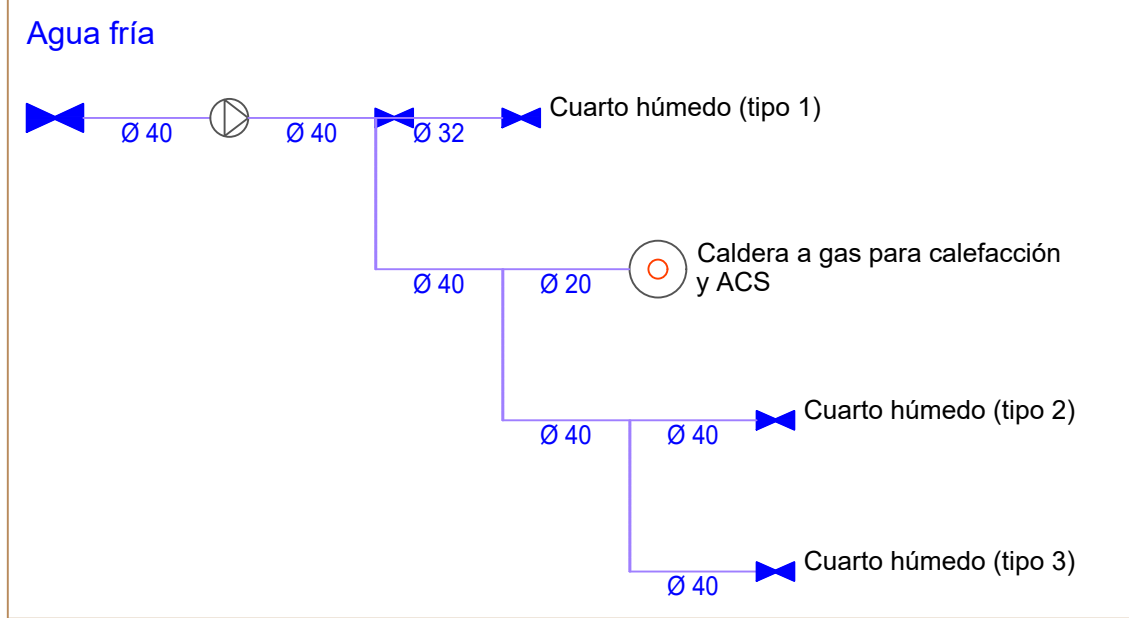 Agua fría
Cuarto húmedo (tipo 1)
Ø 40
Ø 40
Ø 32
Caldera a gas para calefacción
y ACS
Ø 40
Ø 20
Cuarto húmedo (tipo 2)
Ø 40
Ø 40
Cuarto húmedo (tipo 3)
Ø 40